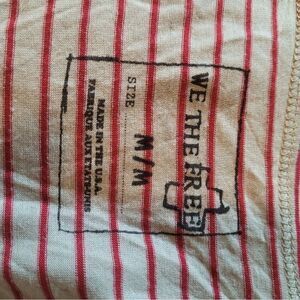 WE THE FREE
SIZE M/M
MADE IN THE U.S.A.
FABRIQUE AUX ETATS-UNIS